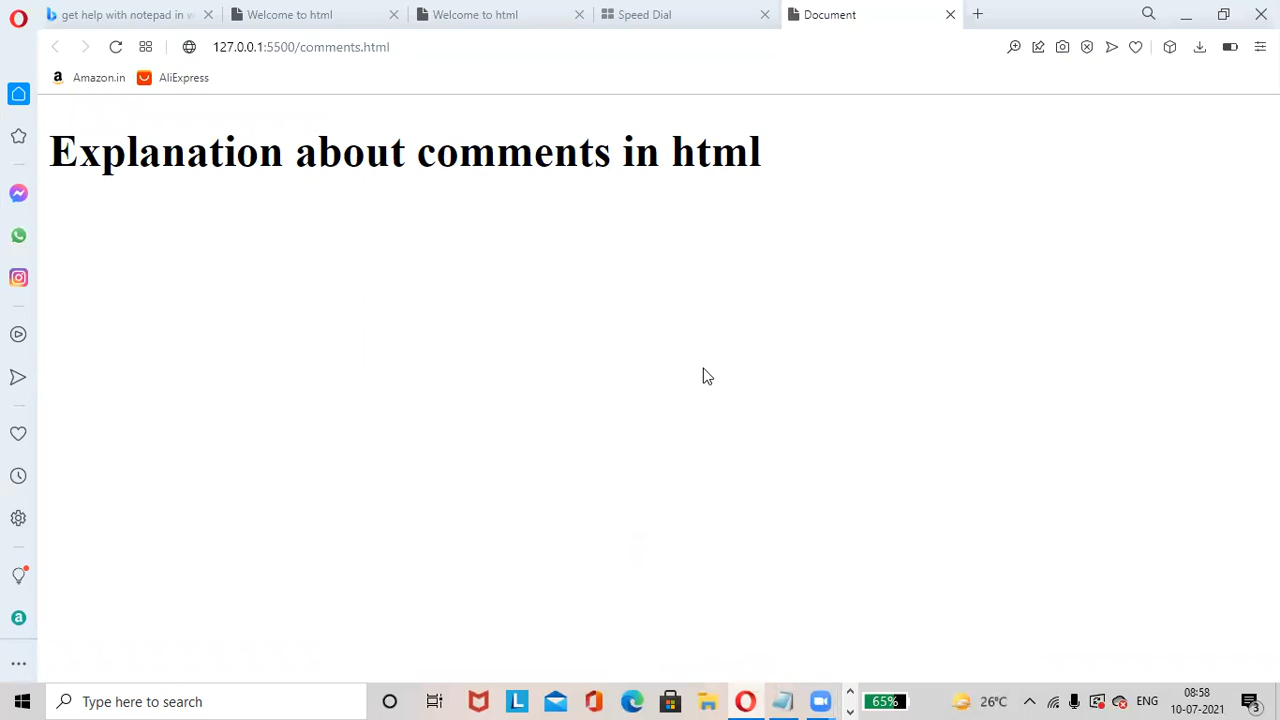 get help with notepad in w
Welcome to html
Welcome to html
Speed Dial
Document
127.0.0.1:5500/comments.html
Amazon.in
AliExpress
Explanation about comments in html
Type here to search
65%
26°C
ENG
08:58
10-07-2021
3